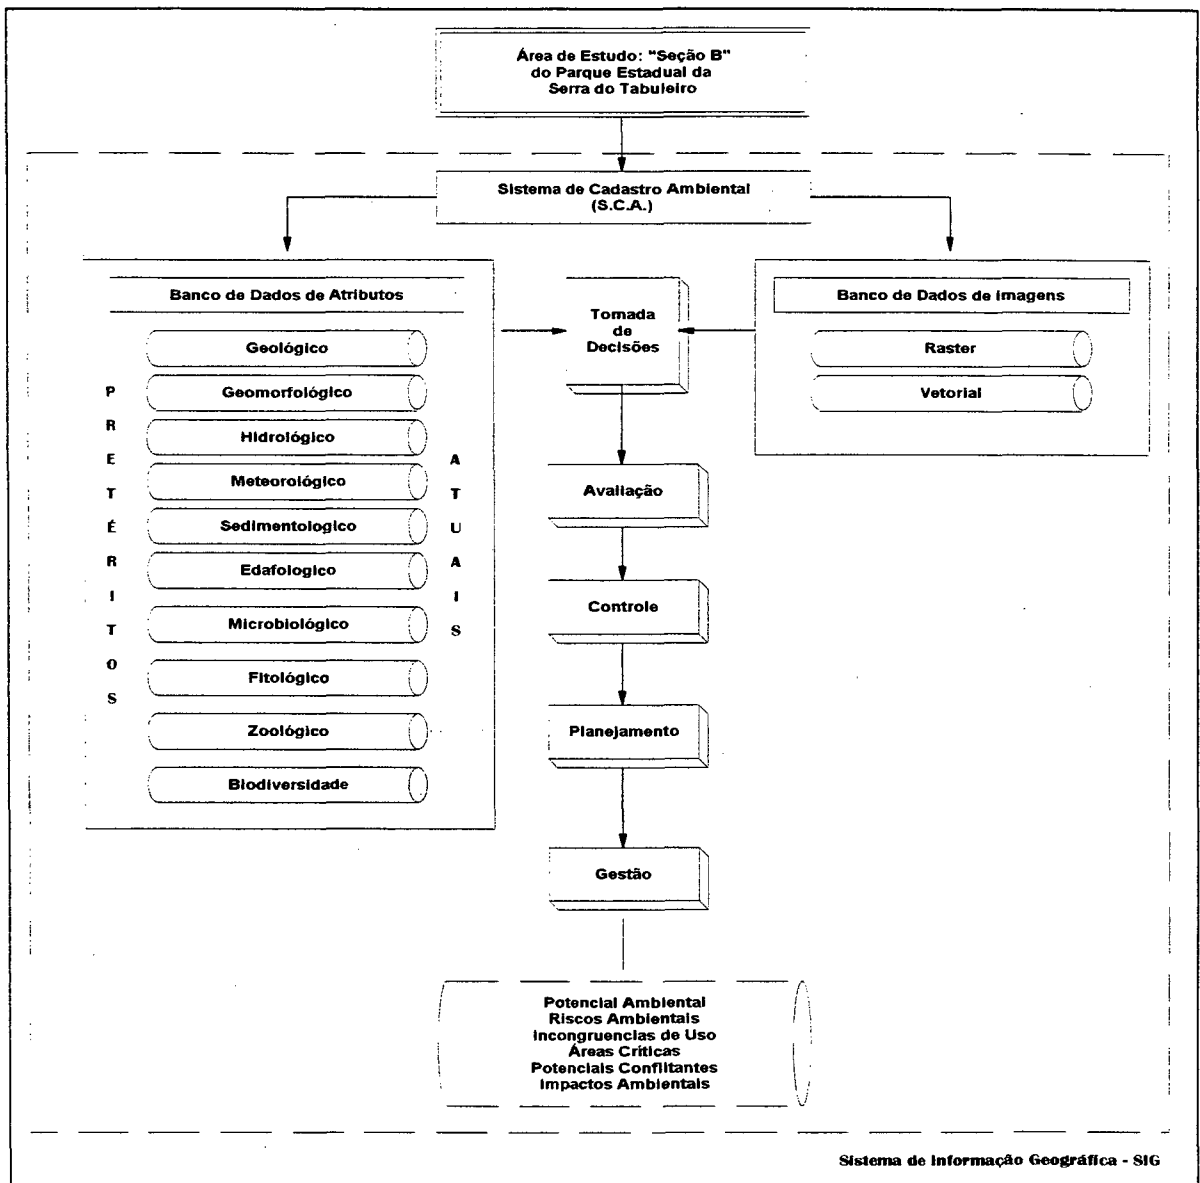 Área de Estudo: "Seção B"
do Parque Estadual da
Serra do Tabuleiro
Sistema de Cadastro Ambiental
(S.C.A.)
Banco de Dados de Atributos
Geológico
Geomorfológico
Hidrológico
Meteorológico
Sedimentologico
Edafologico
Microbiológico
Fitológico
Zoológico
Biodiversidade
PRETÉRITOS
ATUAIS
Tomada
de
Decisões
Banco de Dados de Imagens
Raster
Vetorial
Avaliação
Controle
Planejamento
Gestão
Potencial Ambiental
Riscos Ambientais
Incongruencias de Uso
Áreas Críticas
Potenciais Conflitantes
Impactos Ambientais
Sistema de Informação Geográfica - SIG